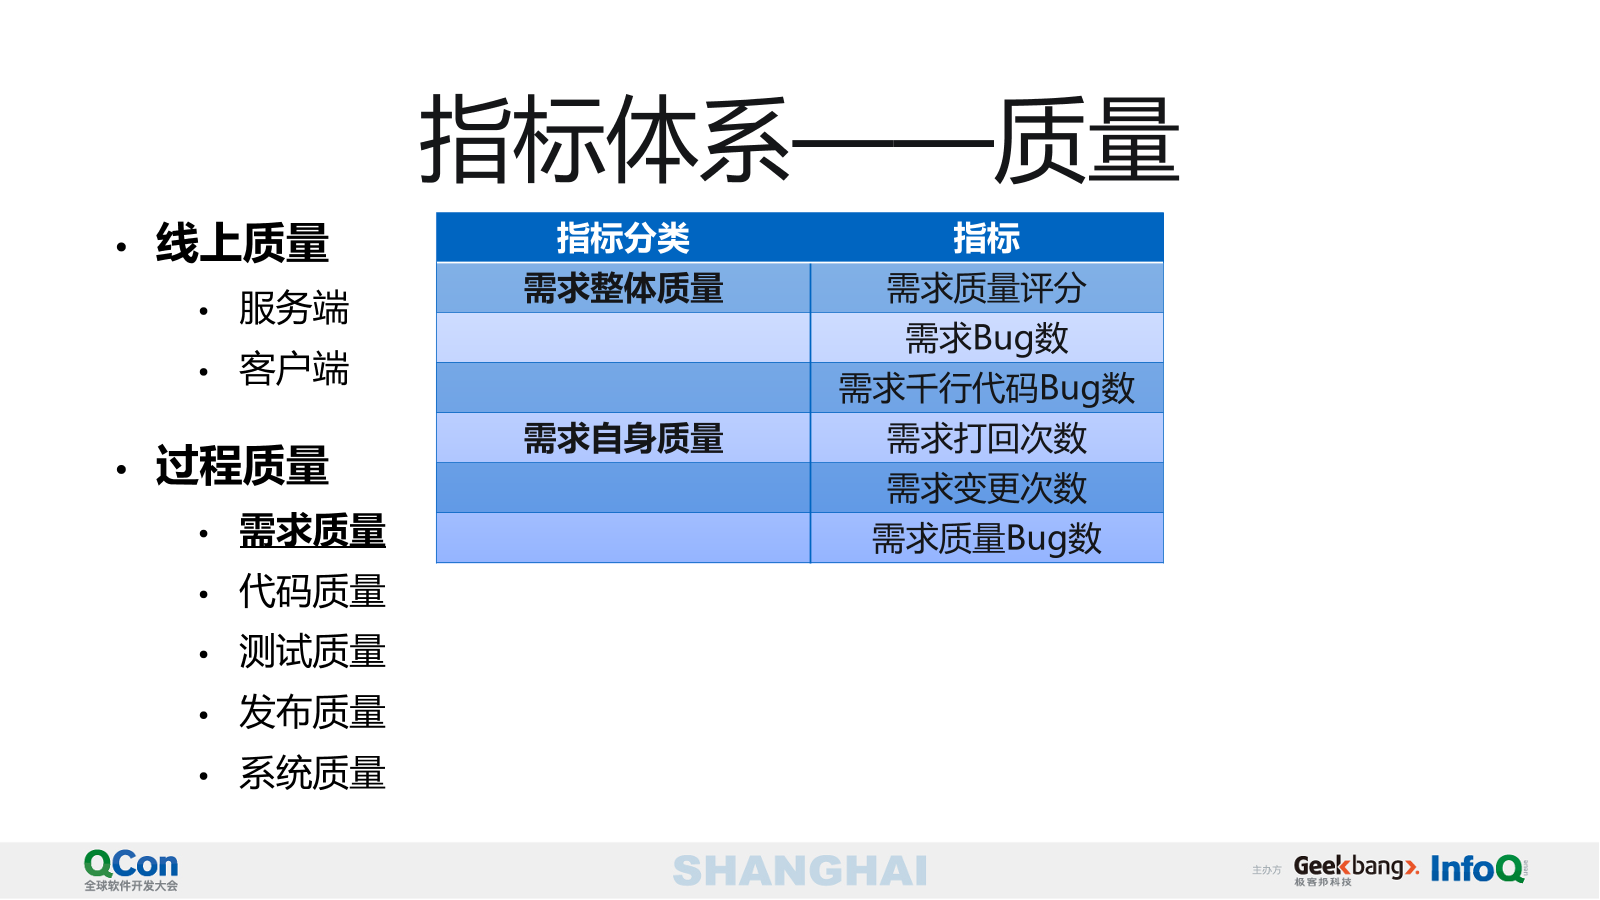 指标体系——质量
• 线上质量
• 服务端
• 客户端
• 过程质量
• 需求质量
• 代码质量
• 测试质量
• 发布质量
• 系统质量
指标分类 指标
需求整体质量 需求质量评分
需求Bug数
需求千行代码Bug数
需求自身质量 需求打回次数
需求变更次数
需求质量Bug数
QCon
全球软件开发大会
SHANGHAI
主办方
Geekbang
极客邦科技
InfoQ